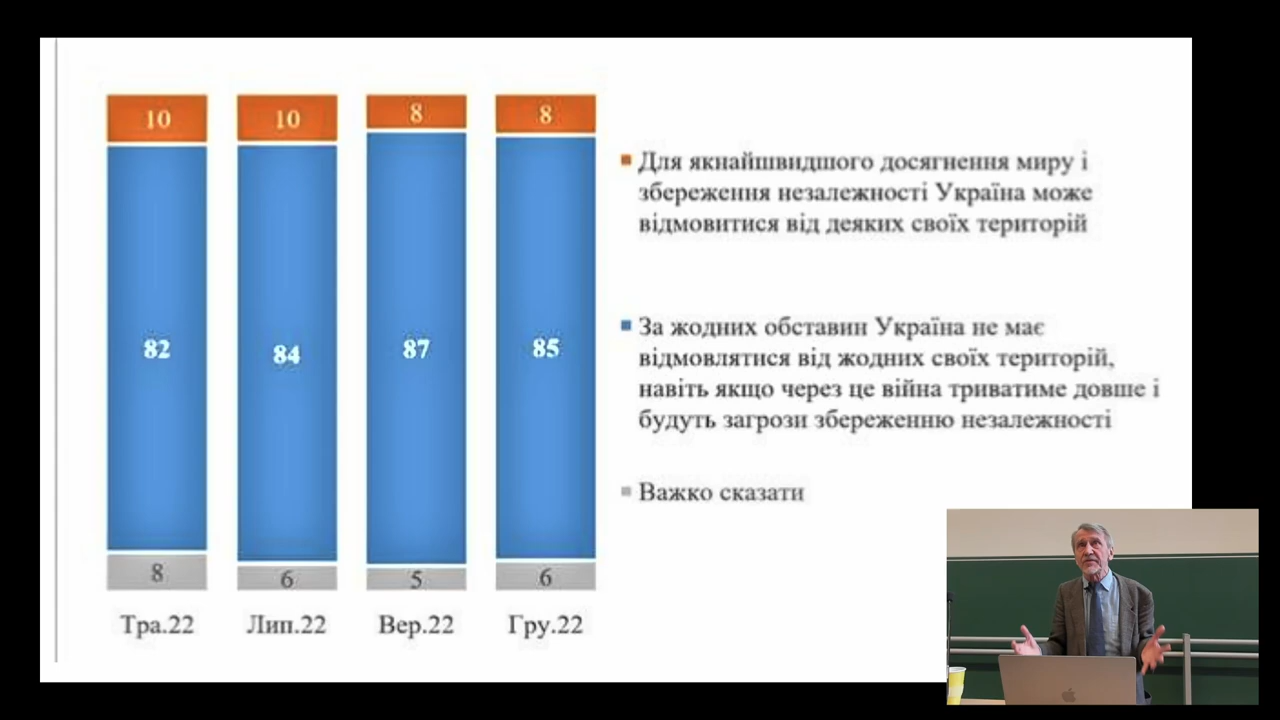 10 10 8 8
82 84 87 85
8 6 5 6
Тра.22 Лип.22 Вер.22 Гру.22
Для якнайшвидшого досягнення миру і
збереження незалежності Україна може
відмовитися від деяких своїх територій
За жодних обставин Україна не має
відмовлятися від жодних своїх територій,
навіть якщо через це війна триватиме довше і
будуть загрози збереженню незалежності
Важко сказати